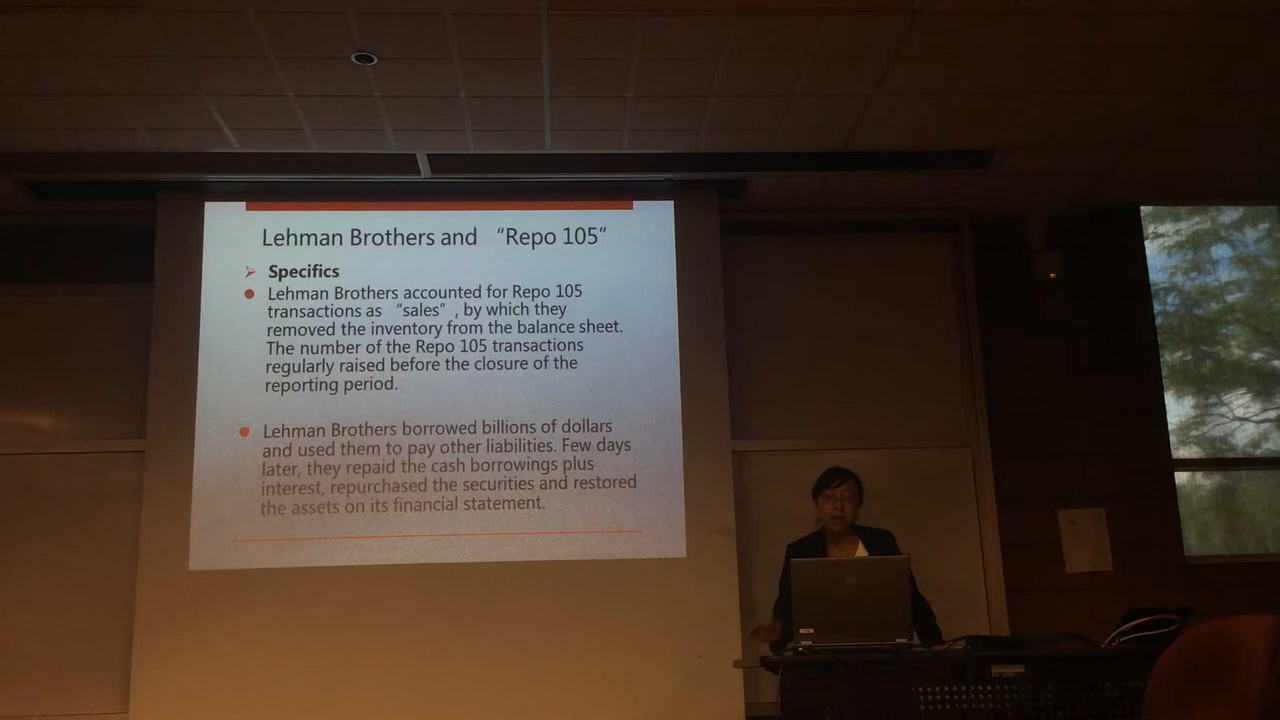 Lehman Brothers and “Repo 105”
Specifics
Lehman Brothers accounted for Repo 105
transactions as “sales”, by which they
removed the inventory from the balance sheet.
The number of the Repo 105 transactions
regularly raised before the closure of the
reporting period.
Lehman Brothers borrowed billions of dollars
and used them to pay other liabilities. Few days
later, they repaid the cash borrowings plus
interest, repurchased the securities and restored
the assets on its financial statement.